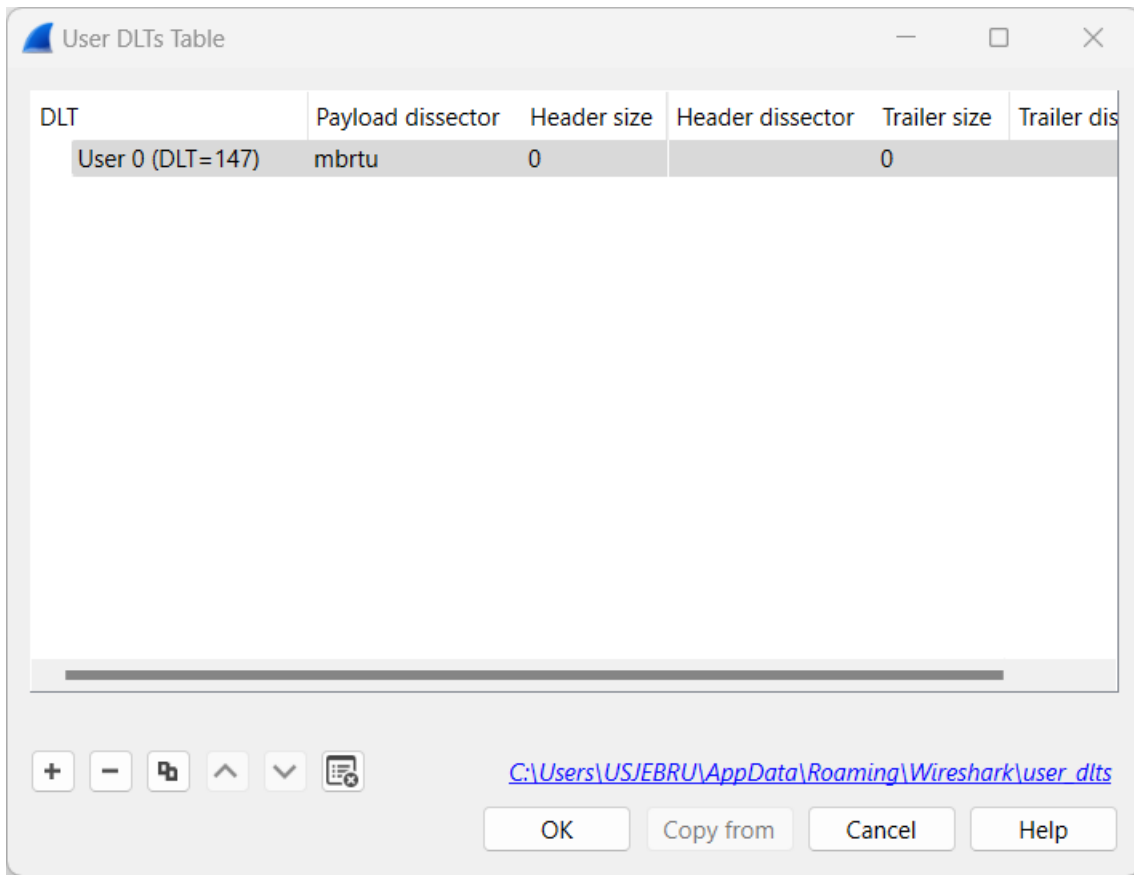 User DLTs Table
DLT Payload dissector Header size Header dissector Trailer size Trailer dis
User 0 (DLT=147) mbrtu 0 0
C:\Users\USJEBRU\AppData\Roaming\Wireshark\user_dlts
OK Copy from Cancel Help